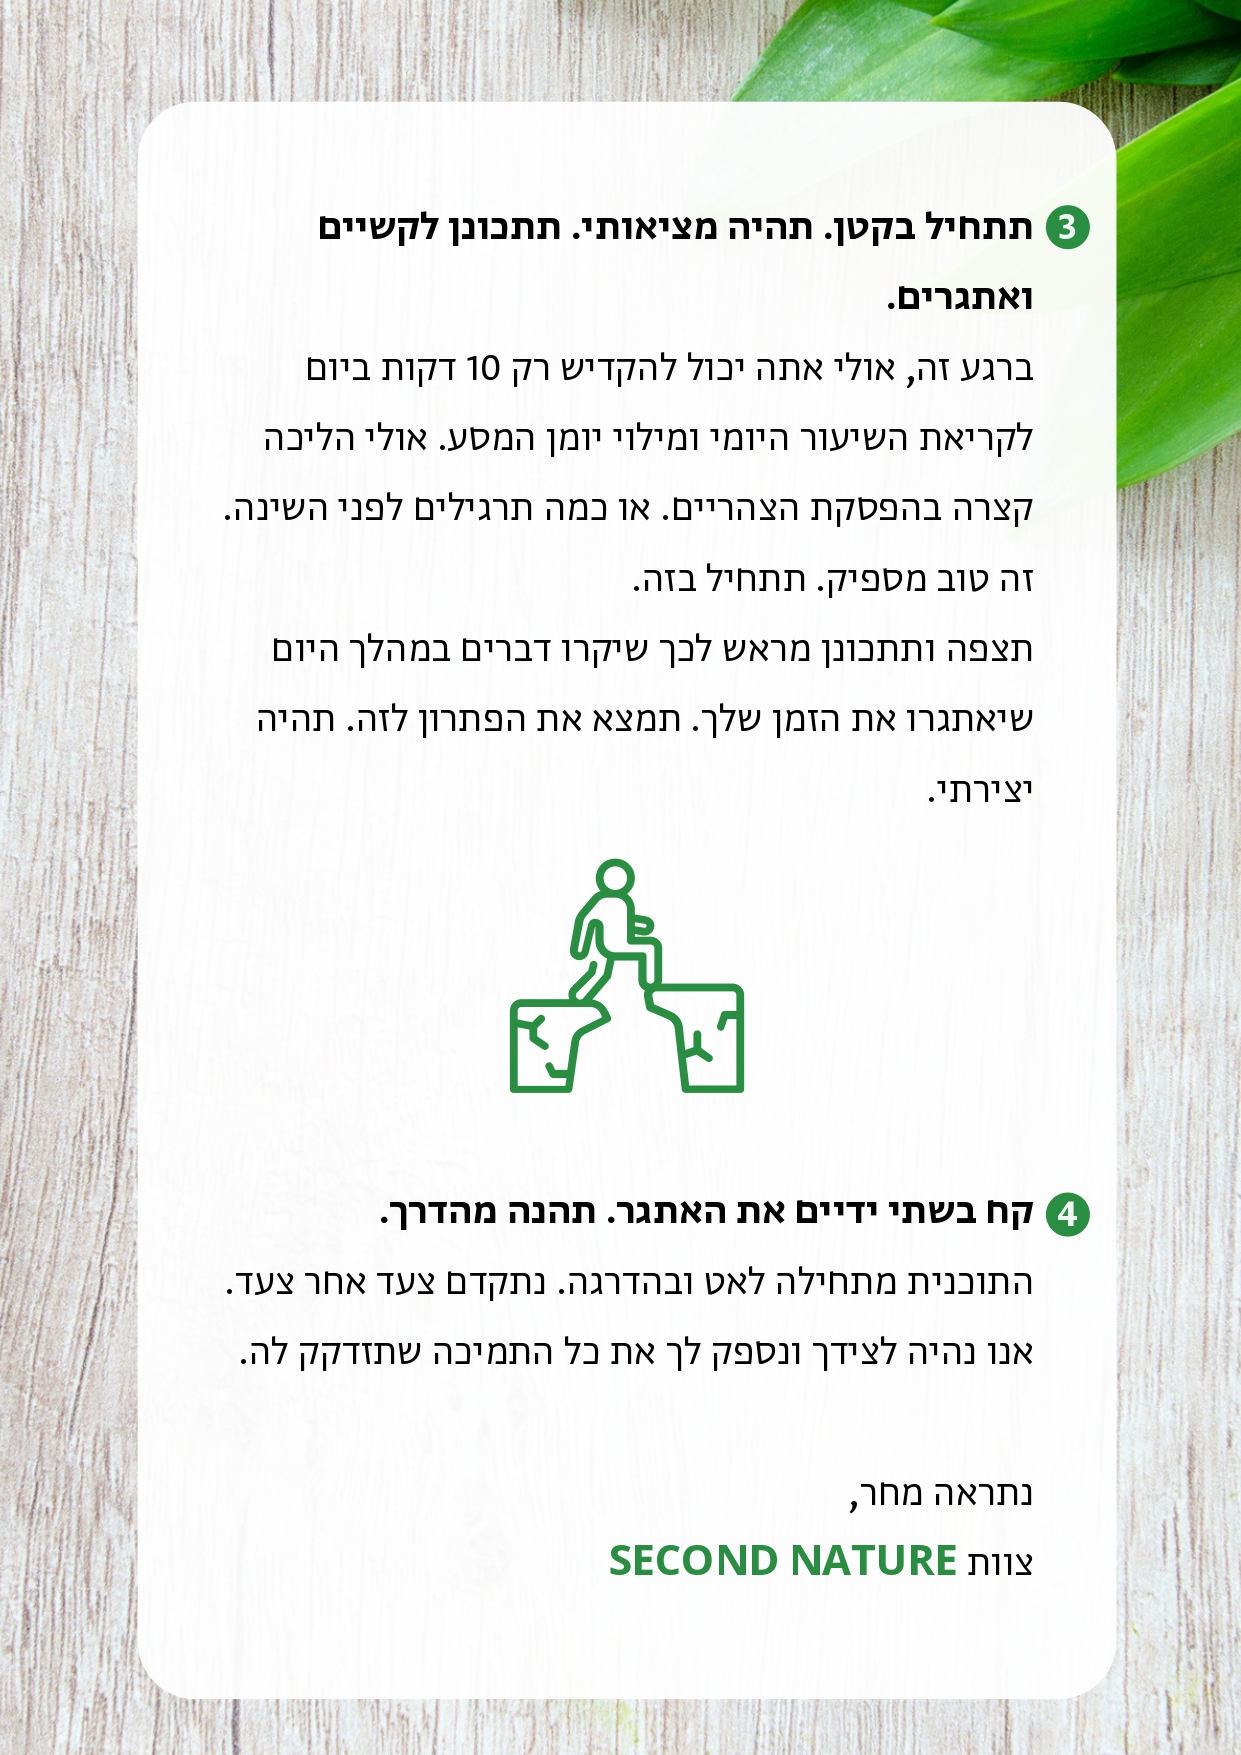 3 תתחיל בקטן. תהיה מציאותי. תתכונן לקשיים
ואתגרים.
ברגע זה, אולי אתה יכול להקדיש רק 10 דקות ביום
לקריאת השיעור היומי ומילוי יומן המסע. אולי הליכה
קצרה בהפסקת הצהריים. או כמה תרגילים לפני השינה.
זה טוב מספיק. תתחיל בזה.
תצפה ותתכונן מראש לכך שיקרו דברים במהלך היום
שיאתגרו את הזמן שלך. תמצא את הפתרון לזה. תהיה
יצירתי.
4 קח בשתי ידיים את האתגר. תהנה מהדרך.
התוכנית מתחילה לאט ובהדרגה. נתקדם צעד אחר צעד.
אנו נהיה לצידך ונספק לך את כל התמיכה שתזדקק לה.
נתראה מחר,
צוות SECOND NATURE